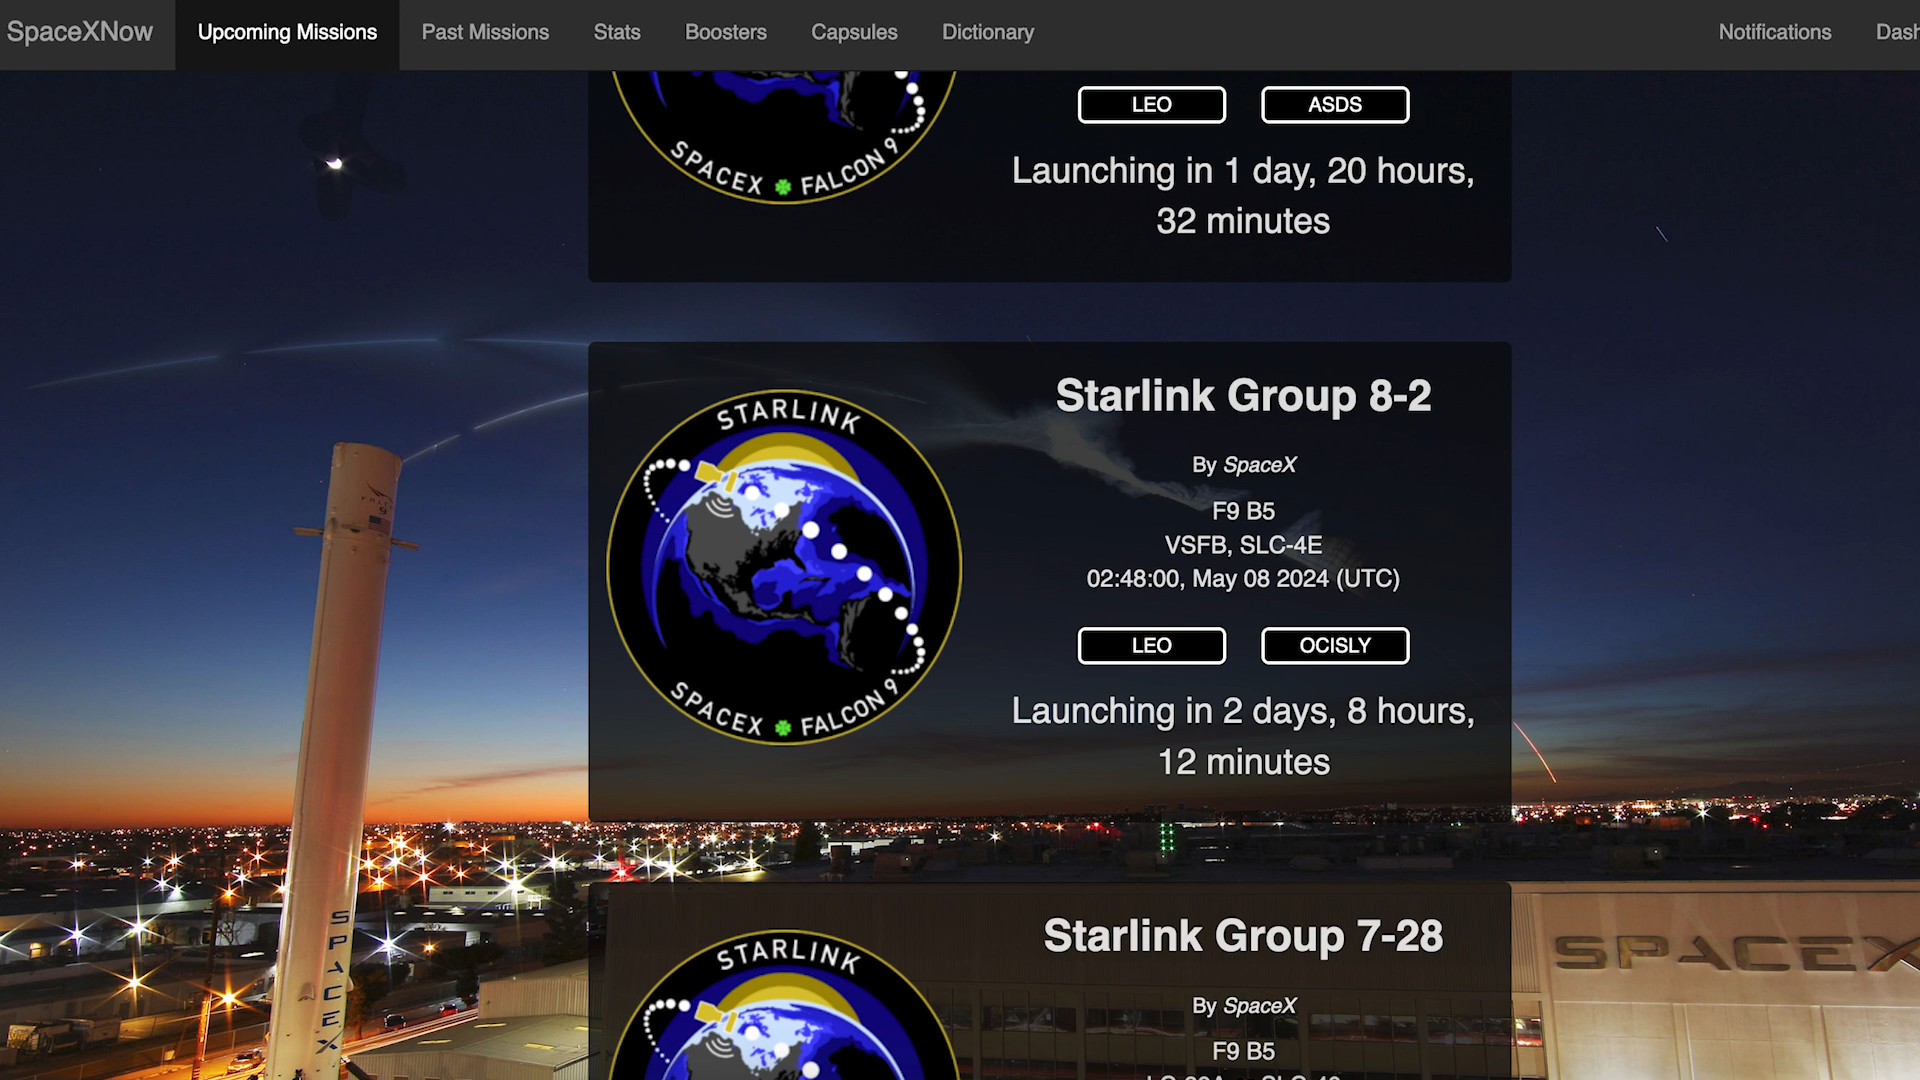 SpaceXNow Upcoming Missions Past Missions Stats Boosters Capsules Dictionary Notifications
SPACEX FALCON 9
LEO ASDS
Launching in 1 day, 20 hours,
32 minutes
STARLINK
SPACEX FALCON 9
Starlink Group 8-2
By SpaceX
F9 B5
VSFB, SLC-4E
02:48:00, May 08 2024 (UTC)
LEO OCISLY
Launching in 2 days, 8 hours,
12 minutes
FALCON
9
SPACEX
SPACEX
STARLINK
Starlink Group 7-28
By SpaceX
F9 B5